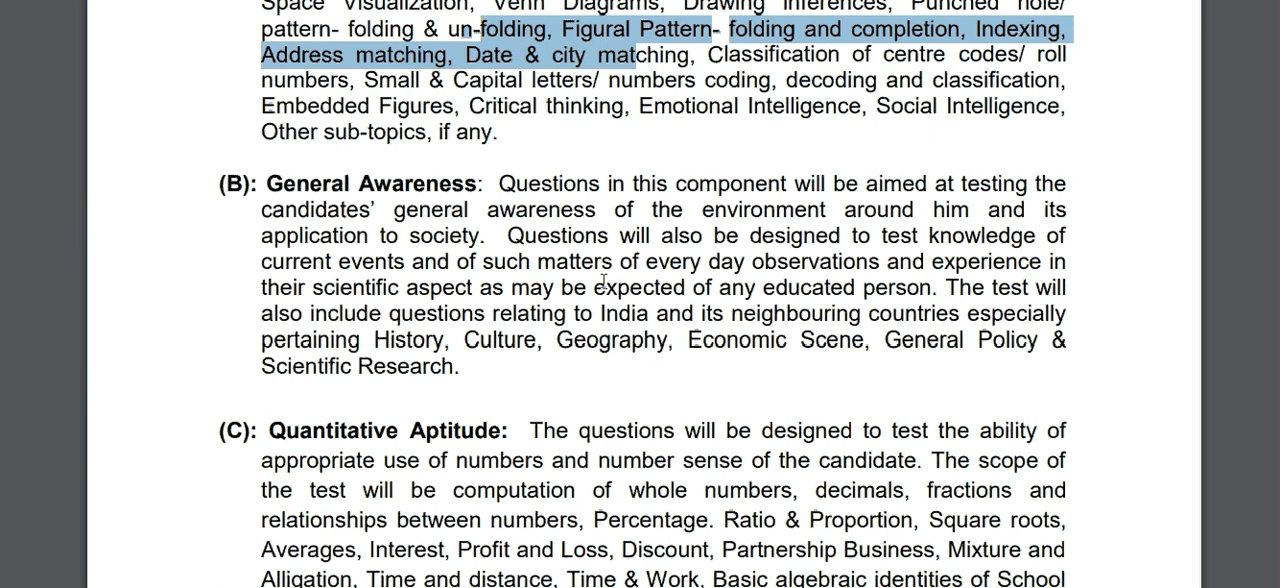 Space Visualization, Venn Diagrams, Drawing inferences, Punched hole/
pattern- folding & un-folding, Figural Pattern- folding and completion, Indexing,
Address matching, Date & city matching, Classification of centre codes/ roll
numbers, Small & Capital letters/ numbers coding, decoding and classification,
Embedded Figures, Critical thinking, Emotional Intelligence, Social Intelligence,
Other sub-topics, if any.
(B): General Awareness: Questions in this component will be aimed at testing the
candidates’ general awareness of the environment around him and its
application to society. Questions will also be designed to test knowledge of
current events and of such matters of every day observations and experience in
their scientific aspect as may be expected of any educated person. The test will
also include questions relating to India and its neighbouring countries especially
pertaining History, Culture, Geography, Economic Scene, General Policy &
Scientific Research.
(C): Quantitative Aptitude: The questions will be designed to test the ability of
appropriate use of numbers and number sense of the candidate. The scope of
the test will be computation of whole numbers, decimals, fractions and
relationships between numbers, Percentage. Ratio & Proportion, Square roots,
Averages, Interest, Profit and Loss, Discount, Partnership Business, Mixture and
Alligation, Time and distance, Time & Work, Basic algebraic identities of School